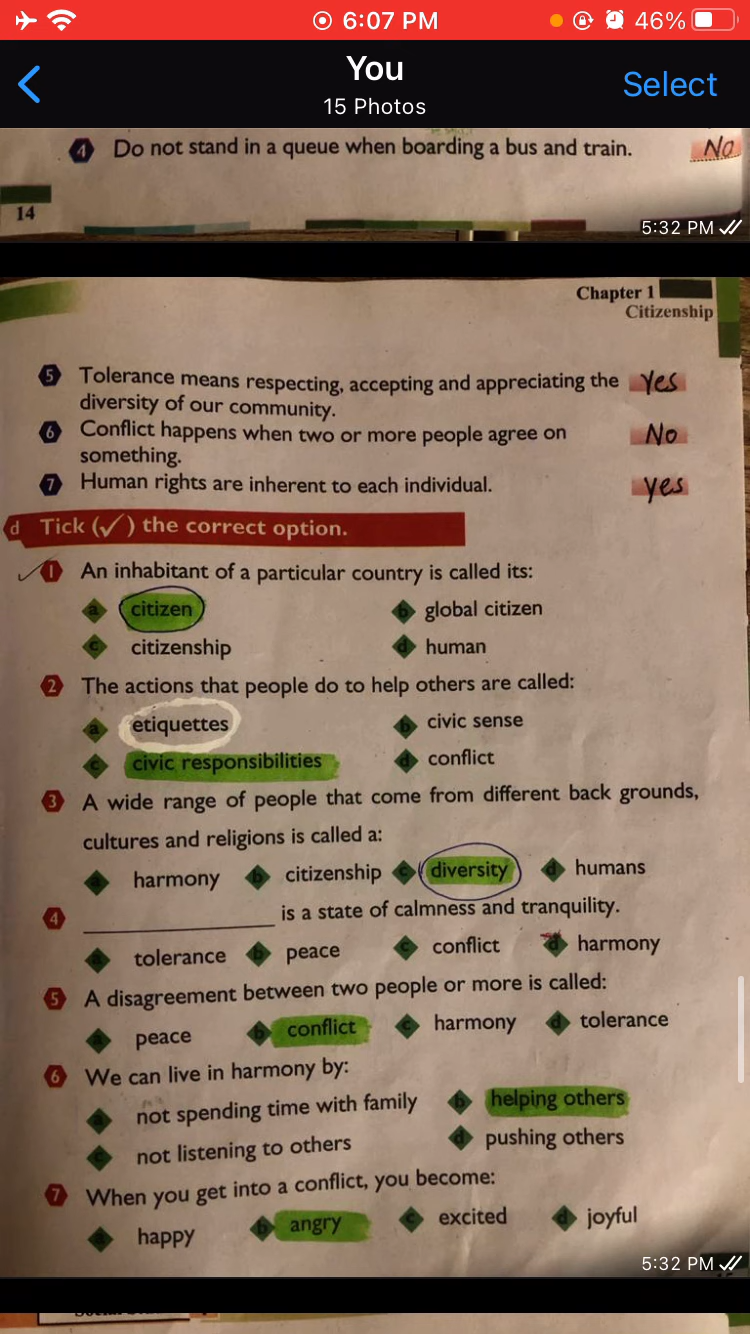 6:07 PM
46%
You
15 Photos
Select
4 Do not stand in a queue when boarding a bus and train. No
14
5:32 PM
Chapter 1
Citizenship
5 Tolerance means respecting, accepting and appreciating the Yes
diversity of our community.
6 Conflict happens when two or more people agree on No
something.
7 Human rights are inherent to each individual. yes
d Tick (✓) the correct option.
1 An inhabitant of a particular country is called its:
a citizen b global citizen
c citizenship d human
2 The actions that people do to help others are called:
a etiquettes b civic sense
c civic responsibilities d conflict
3 A wide range of people that come from different back grounds,
cultures and religions is called a:
a harmony b citizenship c diversity d humans
4 ____________ is a state of calmness and tranquility.
a tolerance b peace c conflict d harmony
5 A disagreement between two people or more is called:
a peace b conflict c harmony d tolerance
6 We can live in harmony by:
a not spending time with family b helping others
c not listening to others d pushing others
7 When you get into a conflict, you become:
a happy b angry c excited d joyful
5:32 PM